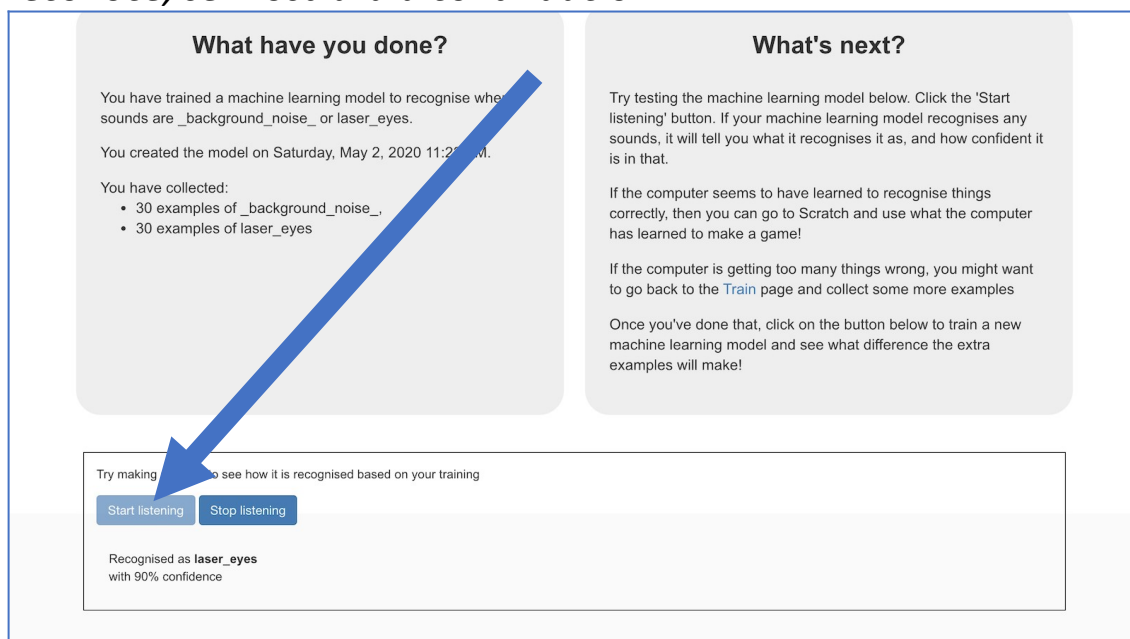 What have you done?
You have trained a machine learning model to recognise
sounds are _background_noise_ or laser_eyes.
You created the model on Saturday, May 2, 2020
You have collected:
• 30 examples of _background_noise_,
• 30 examples of laser_eyes
What's next?
Try testing the machine learning model below. Click the 'Start
listening' button. If your machine learning model recognises any
sounds, it will tell you what it recognises it as, and how confident it
is in that.
If the computer seems to have learned to recognise things
correctly, then you can go to Scratch and use what the computer
has learned to make a game!
If the computer is getting too many things wrong, you might want
to go back to the Train page and collect some more examples
Once you've done that, click on the button below to train a new
machine learning model and see what difference the extra
examples will make!
Try making see how it is recognised based on your training
Start listening Stop listening
Recognised as laser_eyes
with 90% confidence